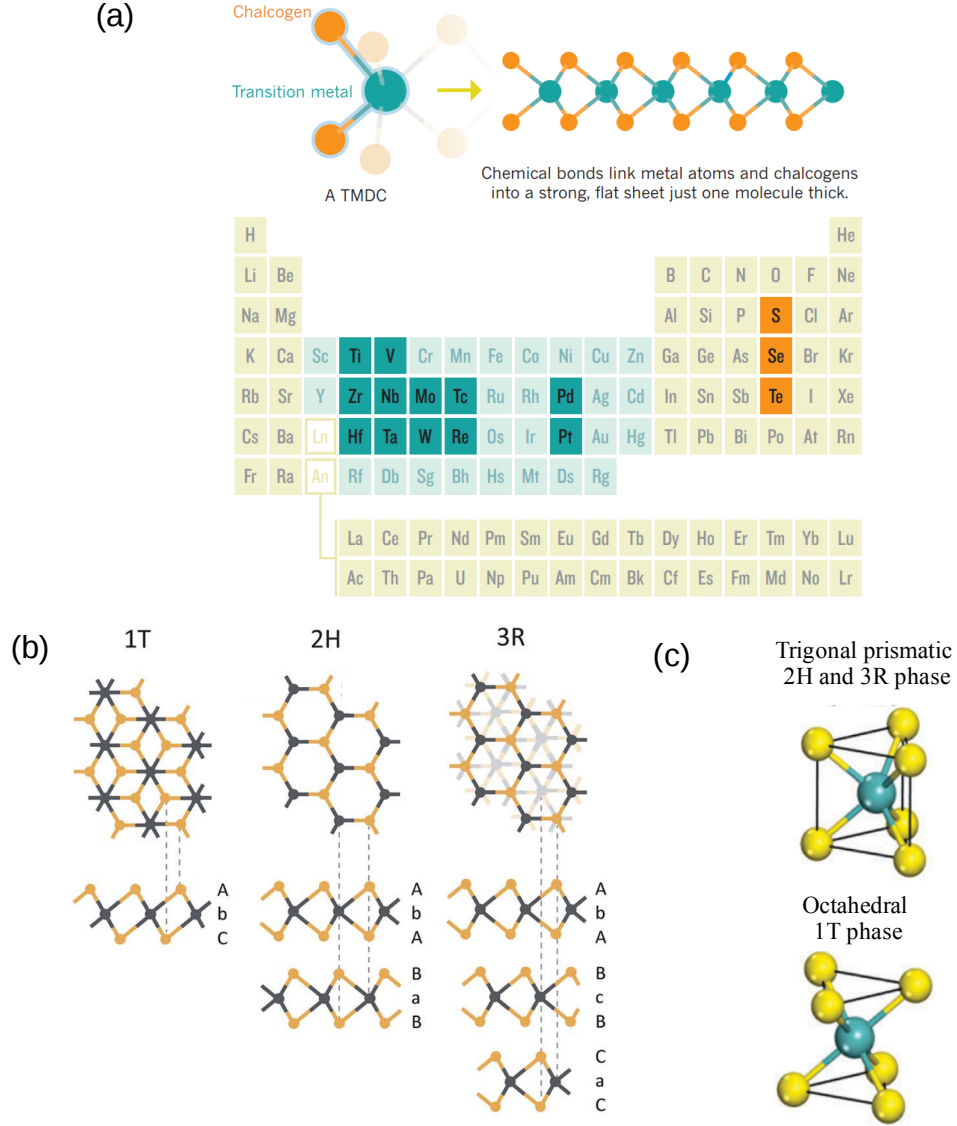 (a)
Chalcogen
Transition metal
A TMDC
Chemical bonds link metal atoms and chalcogens
into a strong, flat sheet just one molecule thick.
H He
Li Be B C N O F Ne
Na Mg Al Si P S Cl Ar
K Ca Sc Ti V Cr Mn Fe Co Ni Cu Zn Ga Ge As Se Br Kr
Rb Sr Y Zr Nb Mo Tc Ru Rh Pd Ag Cd In Sn Sb Te I Xe
Cs Ba Ln Hf Ta W Re Os Ir Pt Au Hg Tl Pb Bi Po At Rn
Fr Ra An Rf Db Sg Bh Hs Mt Ds Rg
La Ce Pr Nd Pm Sm Eu Gd Tb Dy Ho Er Tm Yb Lu
Ac Th Pa U Np Pu Am Cm Bk Cf Es Fm Md No Lr
(b)
1T 2H 3R
A
b
C
A
b
A
B
a
B
A
b
A
B
c
B
C
a
C
(c)
Trigonal prismatic
2H and 3R phase
Octahedral
1T phase